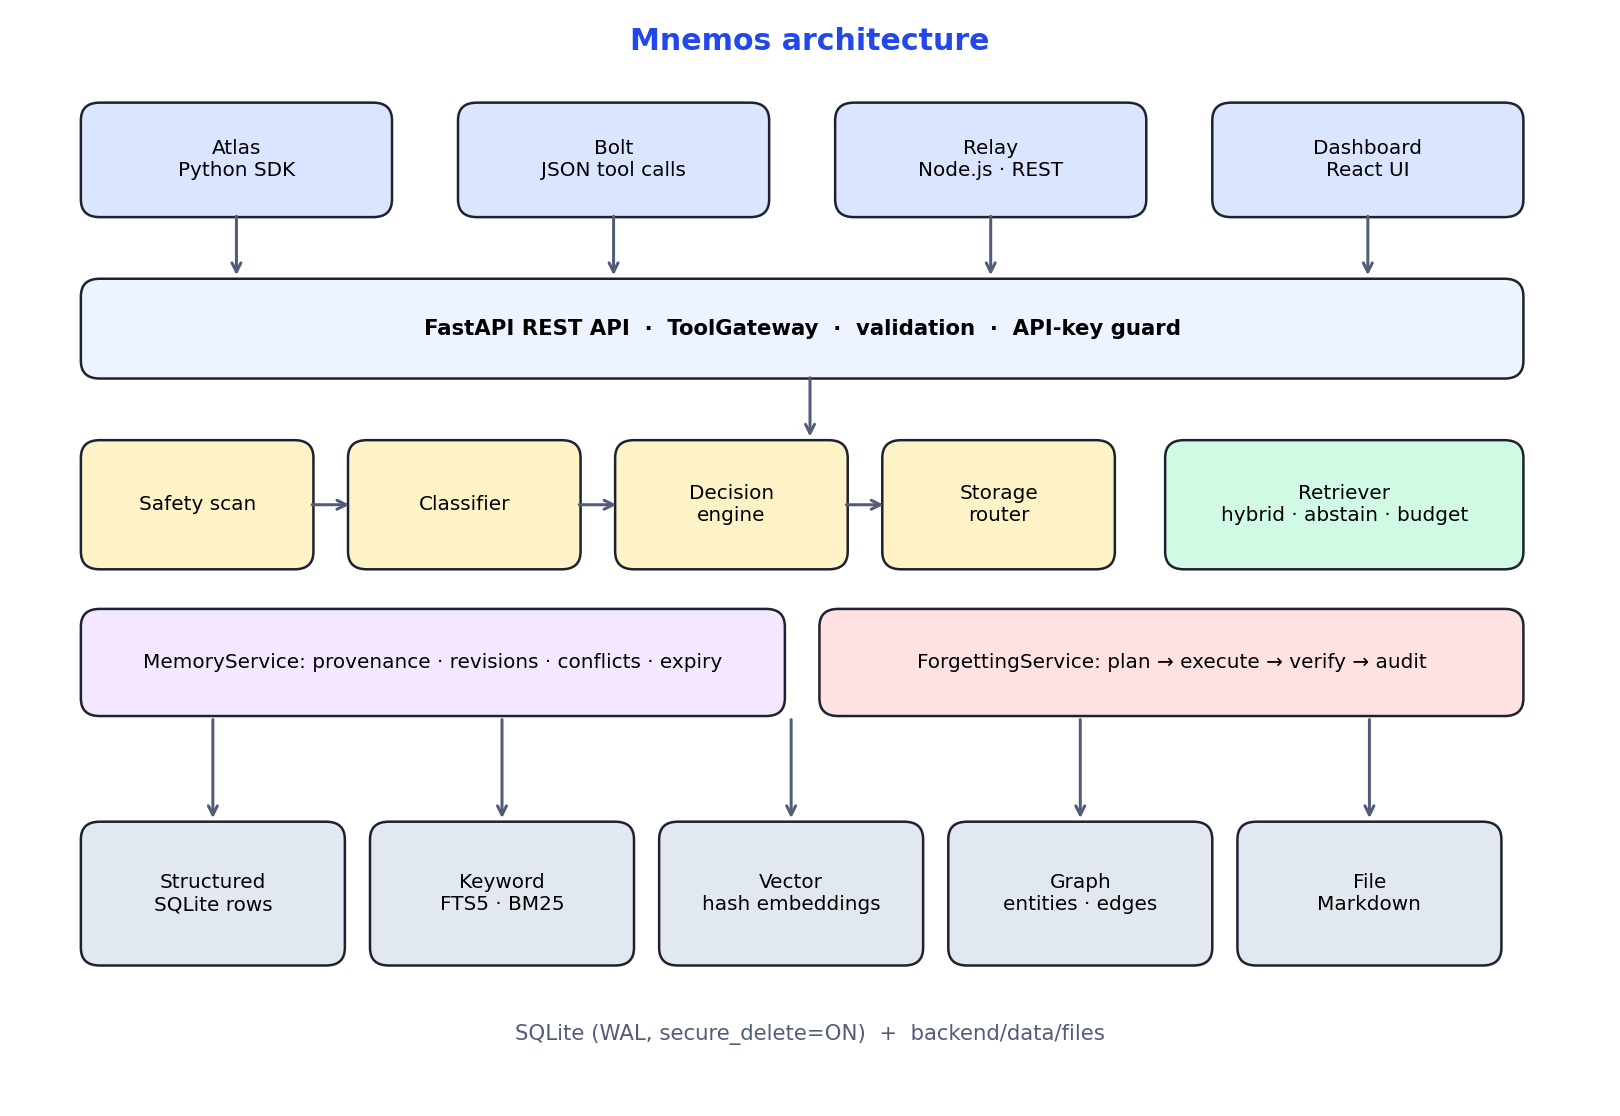 Mnemos architecture
Atlas
Python SDK
Bolt
JSON tool calls
Relay
Node.js · REST
Dashboard
React UI
FastAPI REST API · ToolGateway · validation · API-key guard
Safety scan
Classifier
Decision
engine
Storage
router
Retriever
hybrid · abstain · budget
MemoryService: provenance · revisions · conflicts · expiry
ForgettingService: plan → execute → verify → audit
Structured
SQLite rows
Keyword
FTS5 · BM25
Vector
hash embeddings
Graph
entities · edges
File
Markdown
SQLite (WAL, secure_delete=ON) + backend/data/files